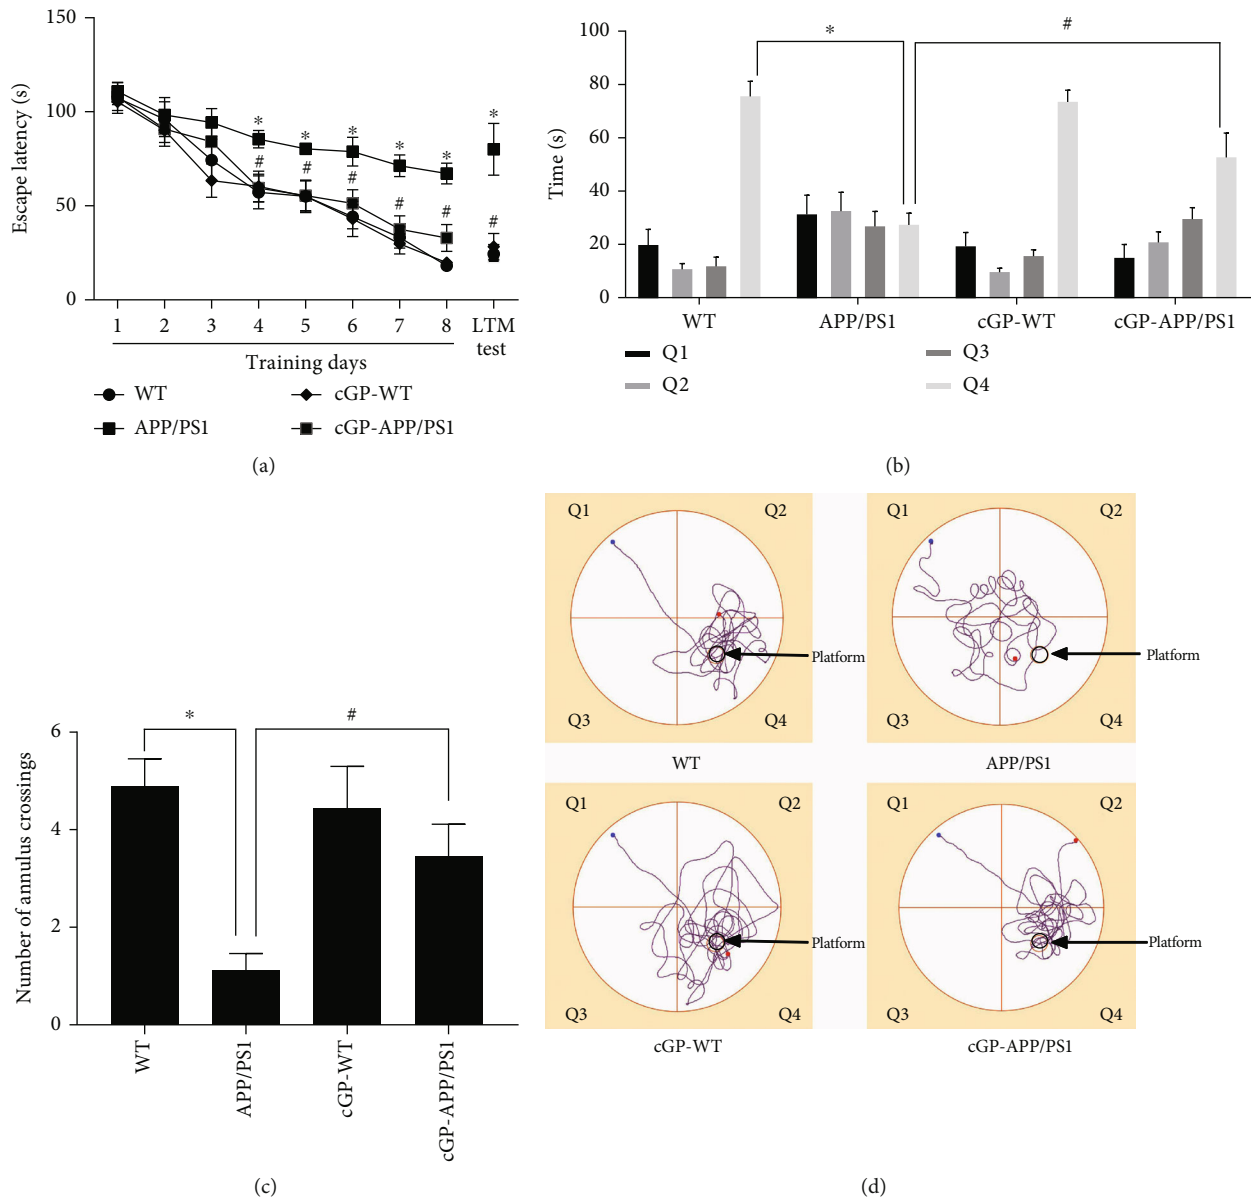 150
100
50
0
Escape latency (s)
* * * * * *
# # # # # #
1 2 3 4 5 6 7 8 LTM
test
Training days
WT cGP-WT
APP/PS1 cGP-APP/PS1
(a)
100
80
60
40
20
0
Time (s)
* #
WT APP/PS1 cGP-WT cGP-APP/PS1
Q1 Q3
Q2 Q4
(b)
6
4
2
0
Number of annulus crossings
* #
WT
APP/PS1
cGP-WT
cGP-APP/PS1
(c)
Q1 Q2
Platform
Q3 Q4
WT
Q1 Q2
Platform
Q3 Q4
APP/PS1
Q1 Q2
Platform
Q3 Q4
cGP-WT
Q1 Q2
Platform
Q3 Q4
cGP-APP/PS1
(d)